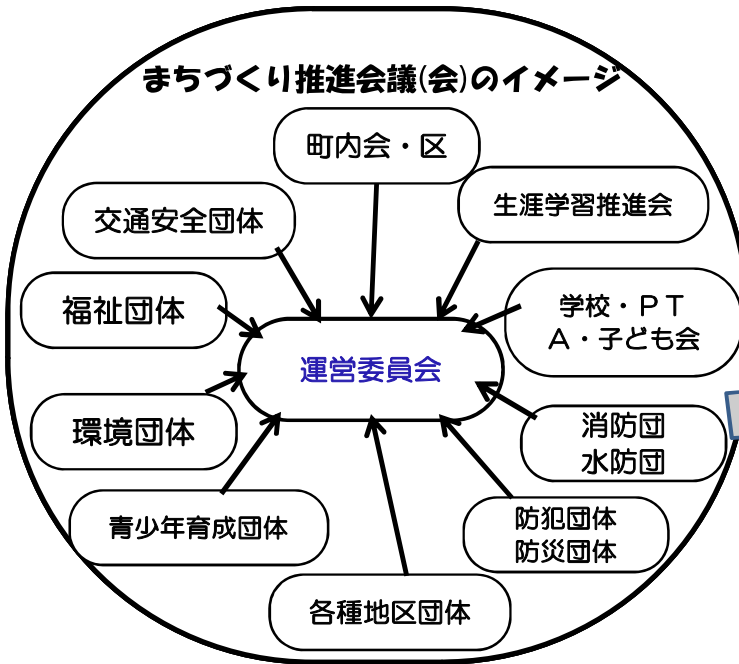 まちづくり推進会議(会)のイメージ
町内会・区
生涯学習推進会
交通安全団体
福祉団体
学校・ＰＴ
Ａ・子ども会
運営委員会
環境団体
消防団
水防団
青少年育成団体
防犯団体
防災団体
各種地区団体